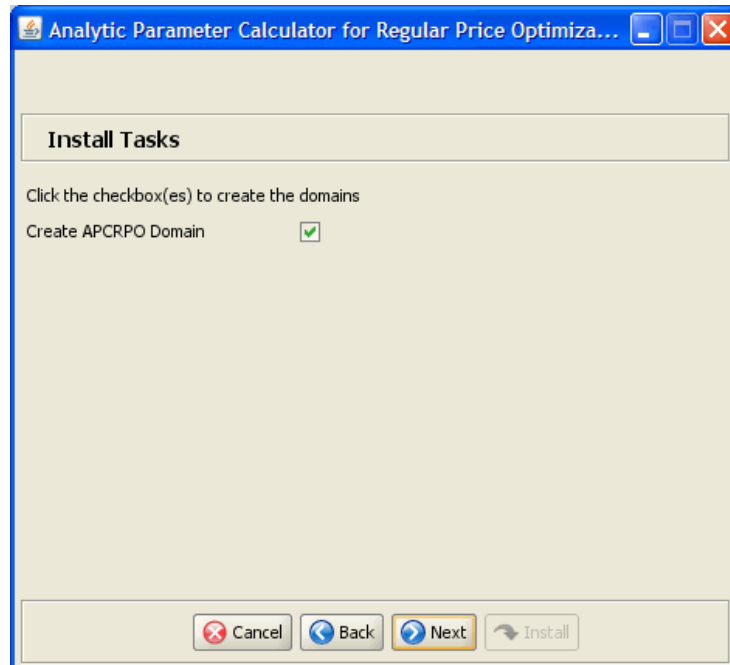 Analytic Parameter Calculator for Regular Price Optimiza...
Install Tasks
Click the checkbox(es) to create the domains
Create APCRPO Domain
Cancel
Back
Next
Install